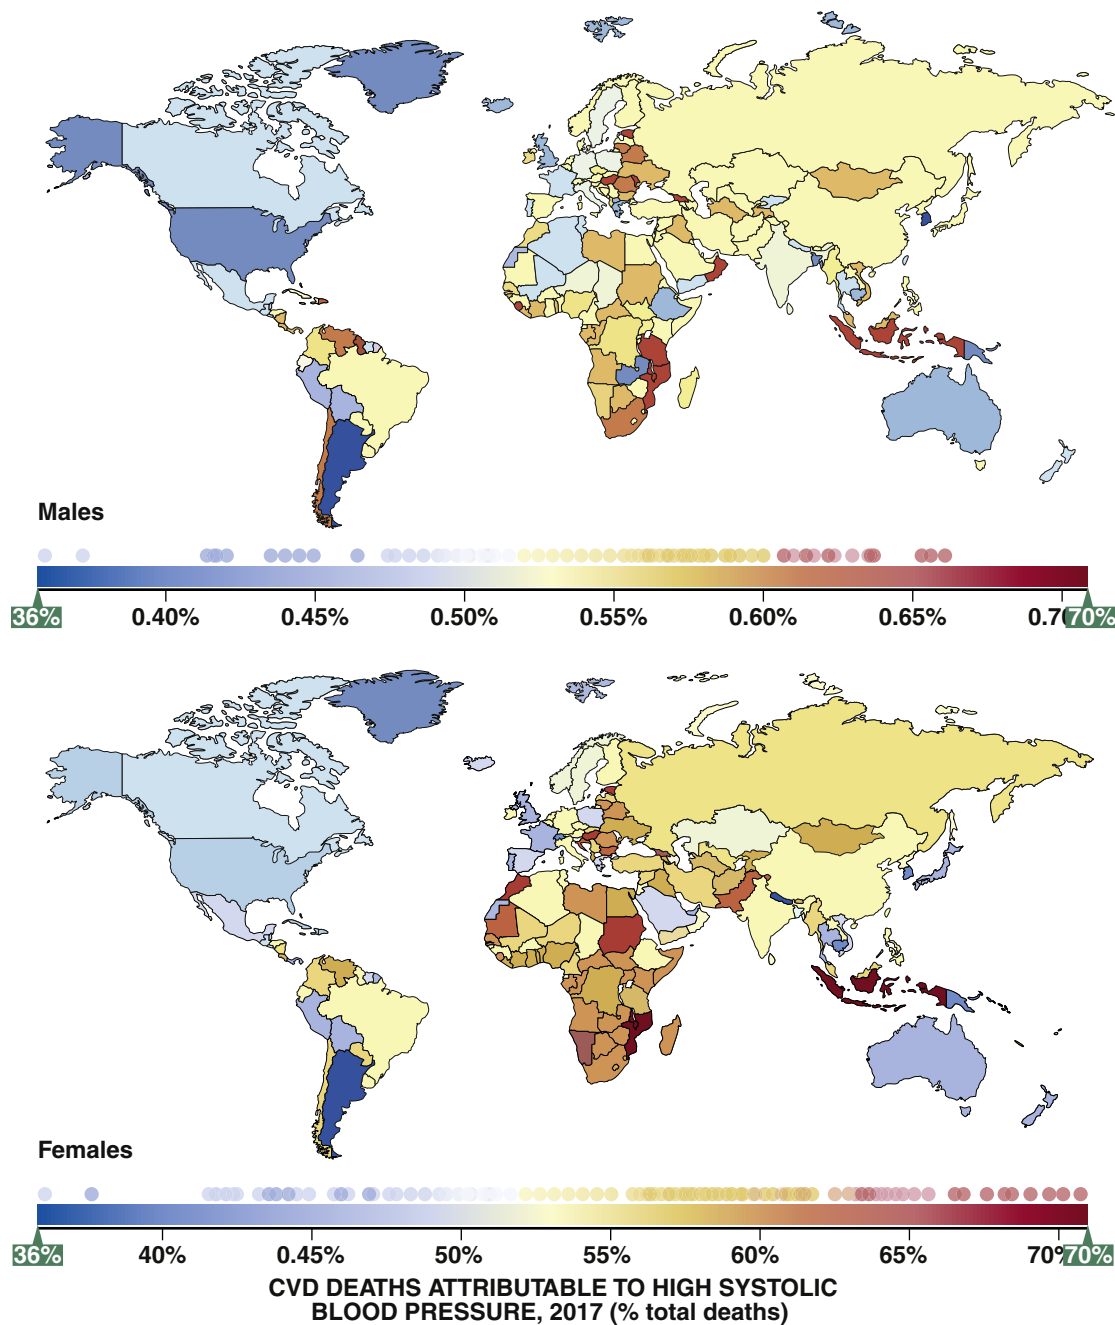 Males
36% 0.40% 0.45% 0.50% 0.55% 0.60% 0.65% 0.70 70%
Females
36% 40% 0.45% 50% 55% 60% 65% 70% 70%
CVD DEATHS ATTRIBUTABLE TO HIGH SYSTOLIC
BLOOD PRESSURE, 2017 (% total deaths)